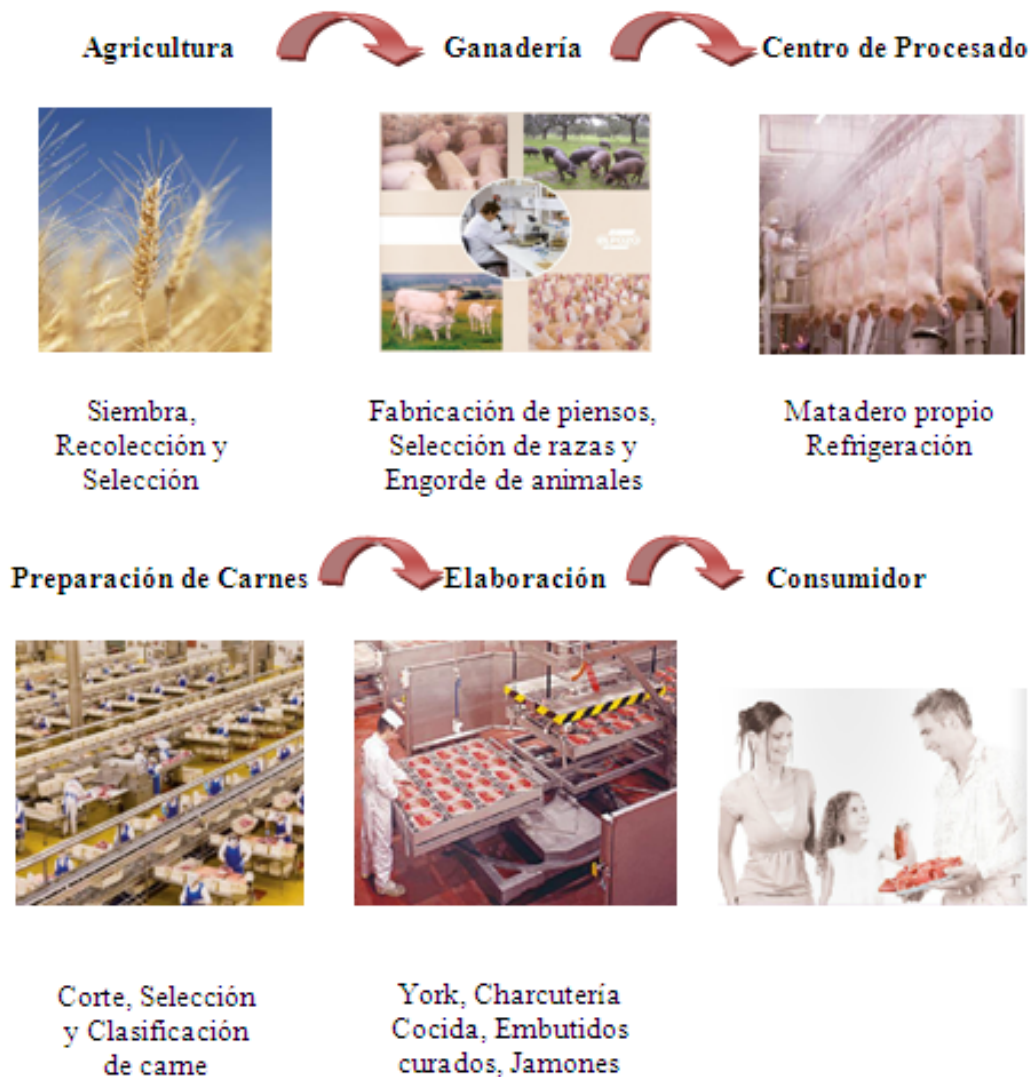 Agricultura
Ganadería
Centro de Procesado
Siembra,
Recolección y
Selección
Fabricación de piensos,
Selección de razas y
Engorde de animales
Matadero propio
Refrigeración
Preparación de Carnes
Elaboración
Consumidor
Corte, Selección
y Clasificación
de carne
York, Charcutería
Cocida, Embutidos
curados, Jamones